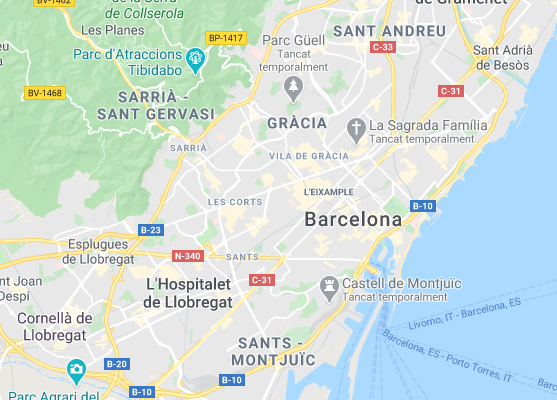 BV-1462
de la Serra
de Collserola
Les Planes
BP-1417
Parc d'Atraccions
Tibidabo
BV-1468
SARRIÀ -
SANT GERVASI
SARRIÀ
Parc Güell
Tancat
temporalment
SANT ANDREU
C-33
de Gramenet
Sant Adrià
de Besòs
C-31
GRÀCIA
La Sagrada Família
Tancat temporalment
VILA DE GRÀCIA
L'EIXAMPLE
LES CORTS
Barcelona
B-10
B-23
Esplugues
de Llobregat
N-340
SANTS
C-31
Sant Joan
Despí
L'Hospitalet
de Llobregat
Castell de Montjuïc
Tancat temporalment
Cornellà de
Llobregat
SANTS -
MONTJUÏC
Livorno, IT - Barcelona, ES
Barcelona, ES - Porto Torres, IT
B-20
B-10
B-10
Parc Agrari del